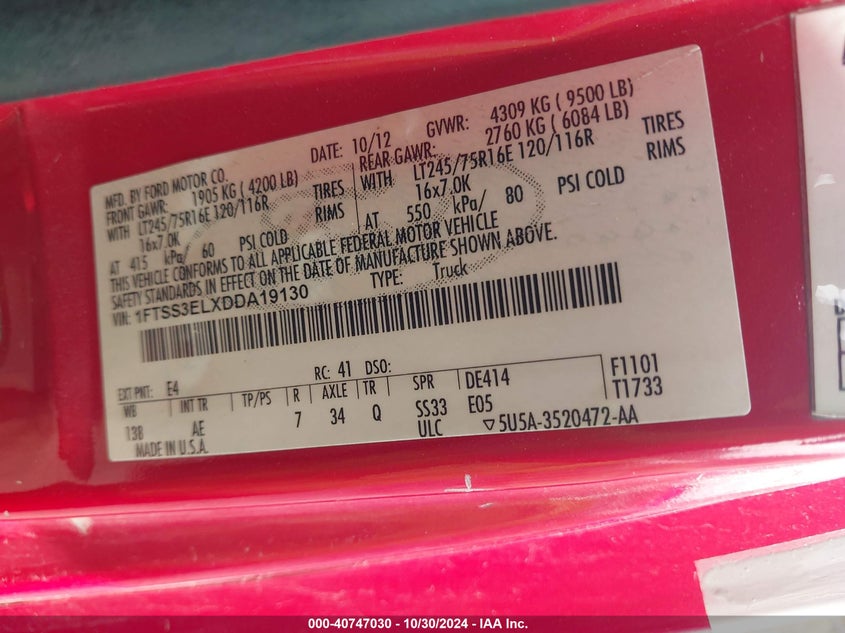 MFD. BY FORD MOTOR CO.
DATE: 10/12
GVWR: 4309 KG ( 9500 LB)
FRONT GAWR: 1905 KG ( 4200 LB)
REAR GAWR: 2760 KG ( 6084 LB)
WITH LT245/75R16E 120/116R TIRES
WITH LT245/75R16E 120/116R TIRES
16x7.0K RIMS
16x7.0K RIMS
AT 415 kPa/ 60 PSI COLD
AT 550 kPa/ 80 PSI COLD
THIS VEHICLE CONFORMS TO ALL APPLICABLE FEDERAL MOTOR VEHICLE
SAFETY STANDARDS IN EFFECT ON THE DATE OF MANUFACTURE SHOWN ABOVE.
VIN: 1FTSS3ELXDDA19130
TYPE: Truck
EXT PNT: E4 RC: 41 DSO:
WB INT TR TP/PS R AXLE TR SPR DE414 F1101
138 AE 7 34 Q SS33 E05 T1733
MADE IN U.S.A. ULC ▽5U5A-3520472-AA
000-40747030 - 10/30/2024 - IAA Inc.